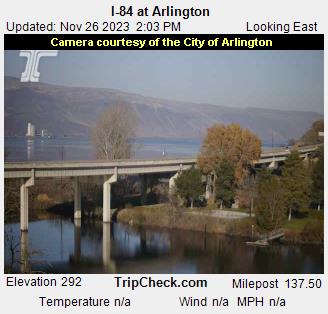 I-84 at Arlington
Updated: Nov 26 2023 2:03 PM Looking East
Camera courtesy of the City of Arlington
Elevation 292 TripCheck.com Milepost 137.50
Temperature n/a Wind n/a MPH n/a